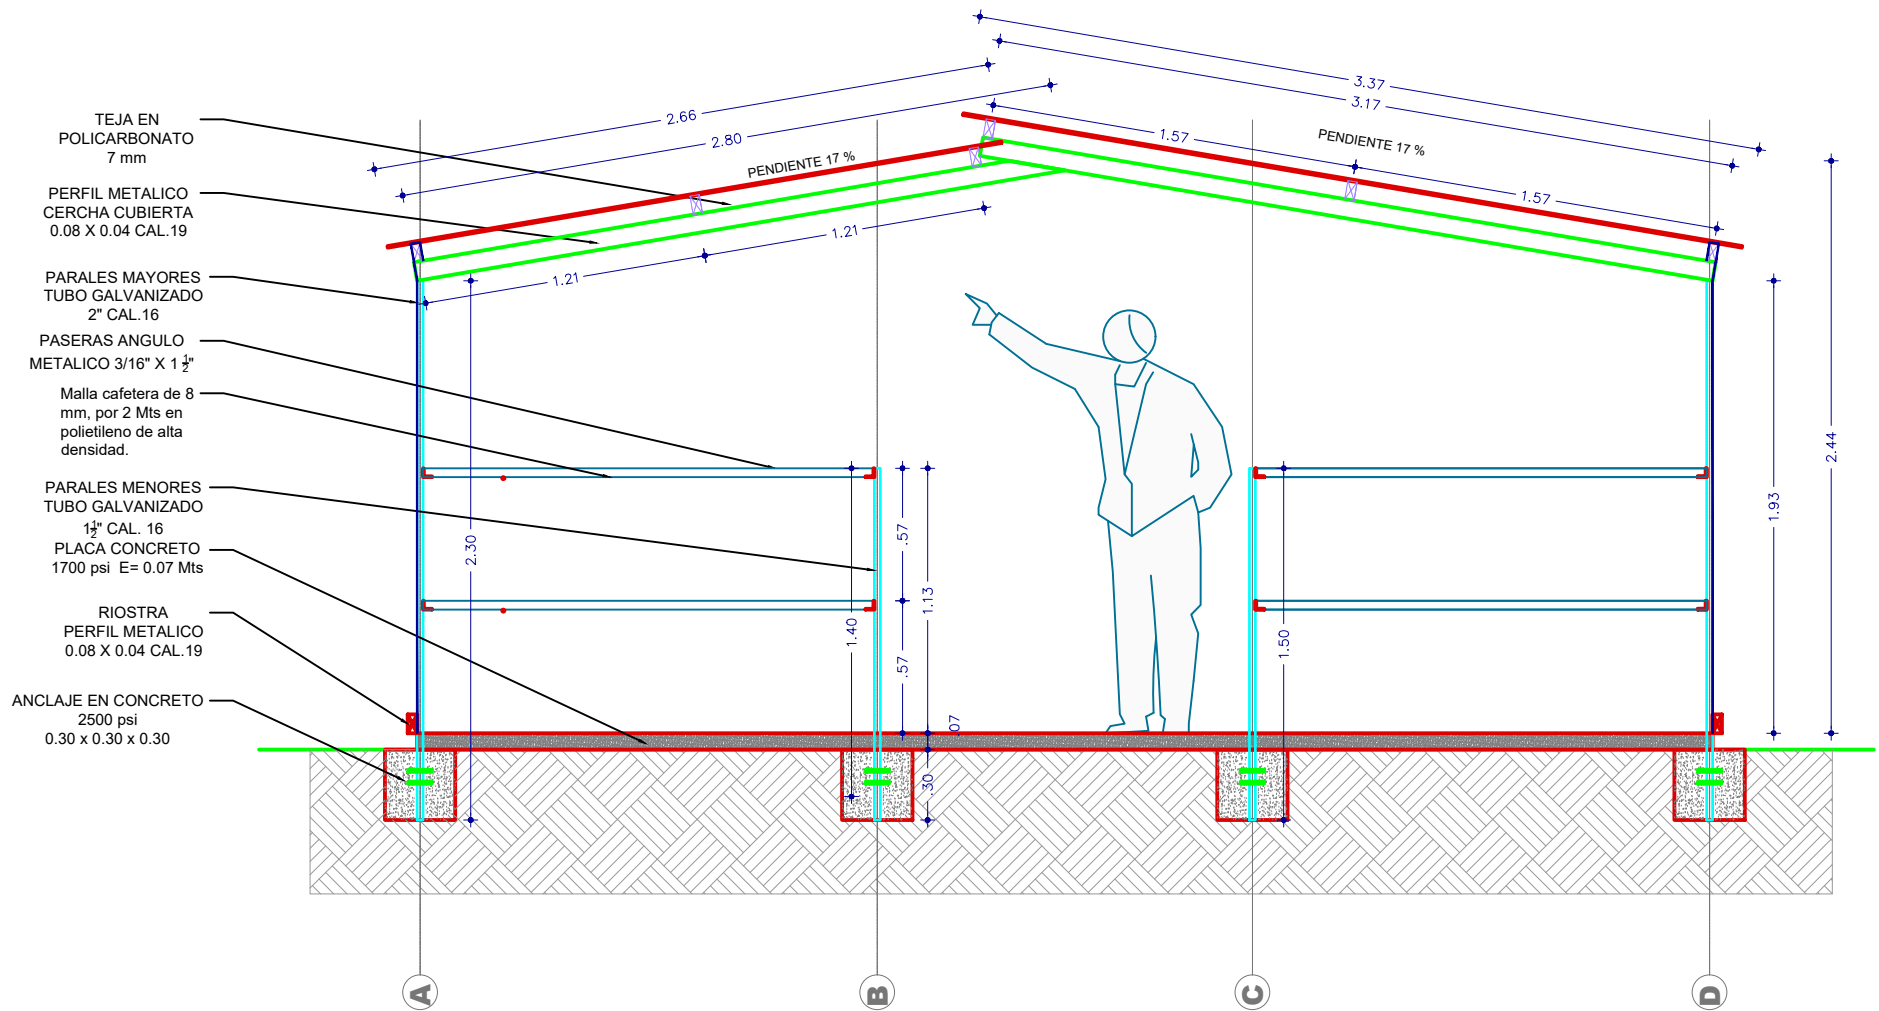 TEJA EN
POLICARBONATO
7 mm
PERFIL METALICO
CERCHA CUBIERTA
0.08 X 0.04 CAL.19
PARALES MAYORES
TUBO GALVANIZADO
2" CAL.16
PASERAS ANGULO
METALICO 3/16" X 1 1/2"
Malla cafetera de 8
mm, por 2 Mts en
polietileno de alta
densidad.
PARALES MENORES
TUBO GALVANIZADO
1 1/2" CAL. 16
PLACA CONCRETO
1700 psi E= 0.07 Mts
RIOSTRA
PERFIL METALICO
0.08 X 0.04 CAL.19
ANCLAJE EN CONCRETO
2500 psi
0.30 x 0.30 x 0.30
2.66
2.80
PENDIENTE 17 %
1.21
1.21
3.37
3.17
1.57
PENDIENTE 17 %
1.57
2.30
1.40
.57
.57
1.13
.07
.30
1.50
1.93
2.44
A
B
C
D